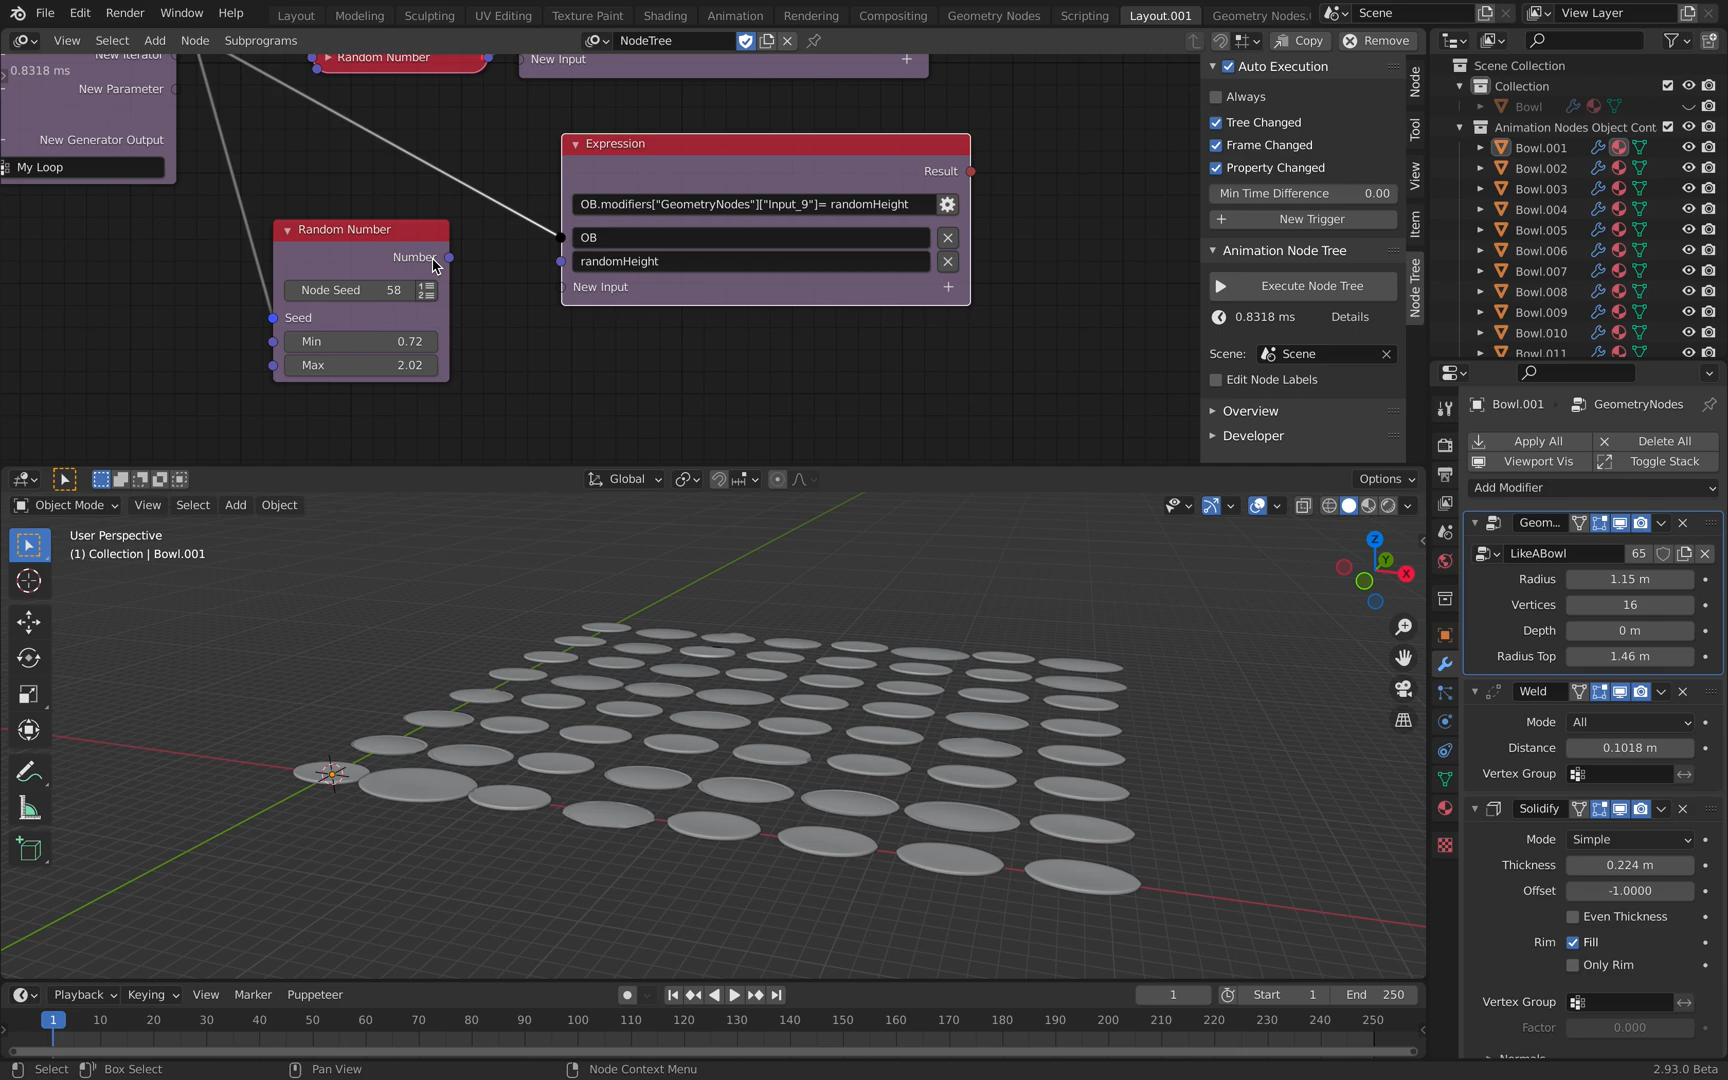 File Edit Render Window Help
Layout Modeling Sculpting UV Editing Texture Paint Shading Animation Rendering Compositing Geometry Nodes Scripting Layout.001 Geometry Nodes.
Scene
View Layer
View Select Add Node Subprograms
NodeTree
Copy
Remove
New Iterator
0.8318 ms
New Parameter
New Generator Output
My Loop
Random Number
New Input
Expression
Result
OB.modifiers["GeometryNodes"]["Input_9"]= randomHeight
OB
randomHeight
New Input
Random Number
Number
Node Seed 58
Seed
Min 0.72
Max 2.02
Auto Execution
Always
Tree Changed
Frame Changed
Property Changed
Min Time Difference 0.00
New Trigger
Animation Node Tree
Execute Node Tree
0.8318 ms Details
Scene: Scene
Edit Node Labels
Overview
Developer
Node
Tool
View
Item
Node Tree
Scene Collection
Collection
Bowl
Animation Nodes Object Cont
Bowl.001
Bowl.002
Bowl.003
Bowl.004
Bowl.005
Bowl.006
Bowl.007
Bowl.008
Bowl.009
Bowl.010
Bowl.011
Global
Options
Object Mode View Select Add Object
User Perspective
(1) Collection | Bowl.001
Z
Y
X
Bowl.001 GeometryNodes
Apply All Delete All
Viewport Vis Toggle Stack
Add Modifier
Geom...
LikeABowl 65
Radius 1.15 m
Vertices 16
Depth 0 m
Radius Top 1.46 m
Weld
Mode All
Distance 0.1018 m
Vertex Group
Solidify
Mode Simple
Thickness 0.224 m
Offset -1.0000
Even Thickness
Rim Fill
Only Rim
Vertex Group
Factor 0.000
Normals
Playback Keying View Marker Puppeteer
1
Start 1
End 250
1 10 20 30 40 50 60 70 80 90 100 110 120 130 140 150 160 170 180 190 200 210 220 230 240 250
Select Box Select Pan View Node Context Menu 2.93.0 Beta